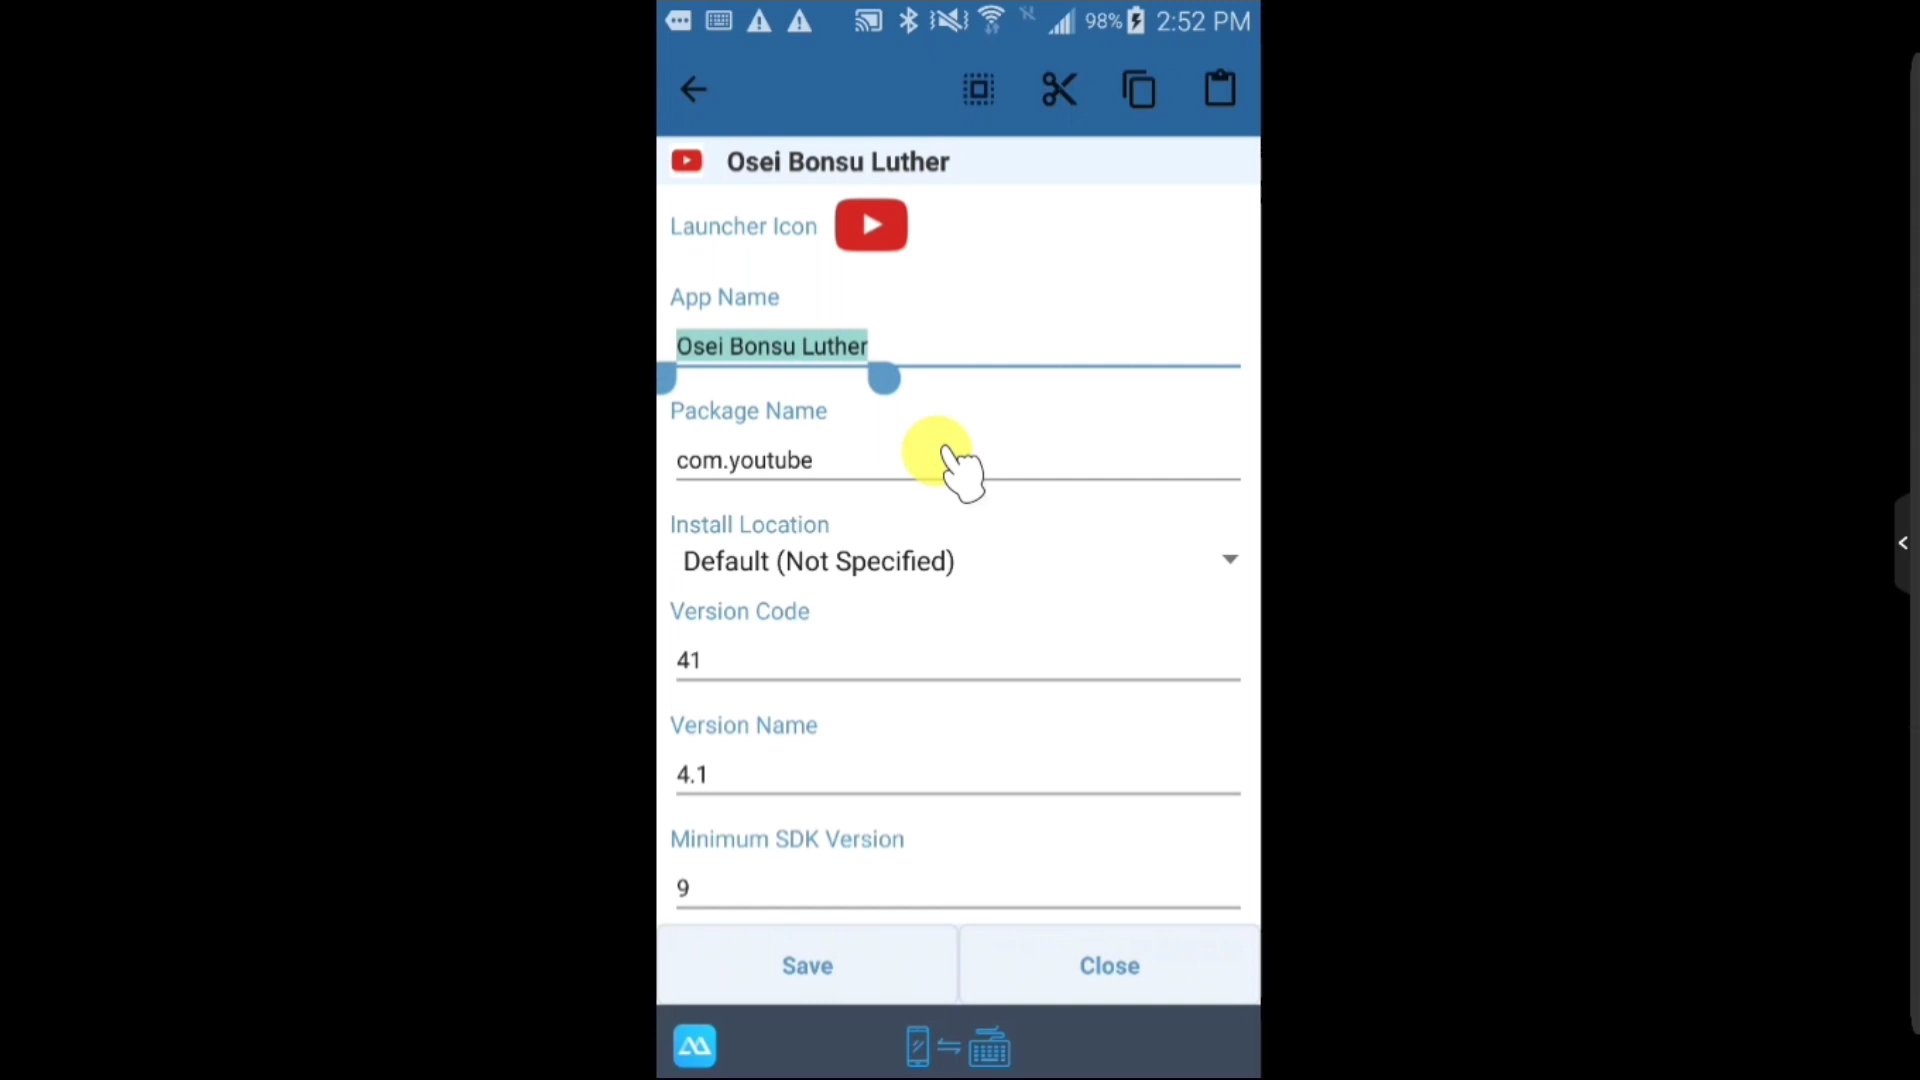 98% 2:52 PM
Osei Bonsu Luther
Launcher Icon
App Name
Osei Bonsu Luther
Package Name
com.youtube
Install Location
Default (Not Specified)
Version Code
41
Version Name
4.1
Minimum SDK Version
9
Save Close